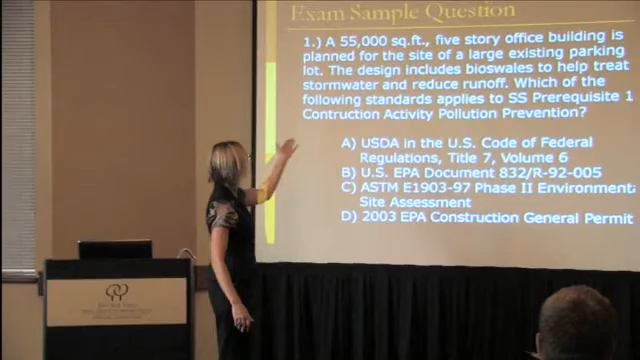 Exam Sample Question
1.) A 55,000 sq.ft., five story office building is
planned for the site of a large existing parking
lot. The design includes bioswales to help treat
stormwater and reduce runoff. Which of the
following standards applies to SS Prerequisite 1
Contruction Activity Pollution Prevention?
A) USDA in the U.S. Code of Federal
Regulations, Title 7, Volume 6
B) U.S. EPA Document 832/R-92-005
C) ASTM E1903-97 Phase II Environmenta
Site Assessment
D) 2003 EPA Construction General Permit